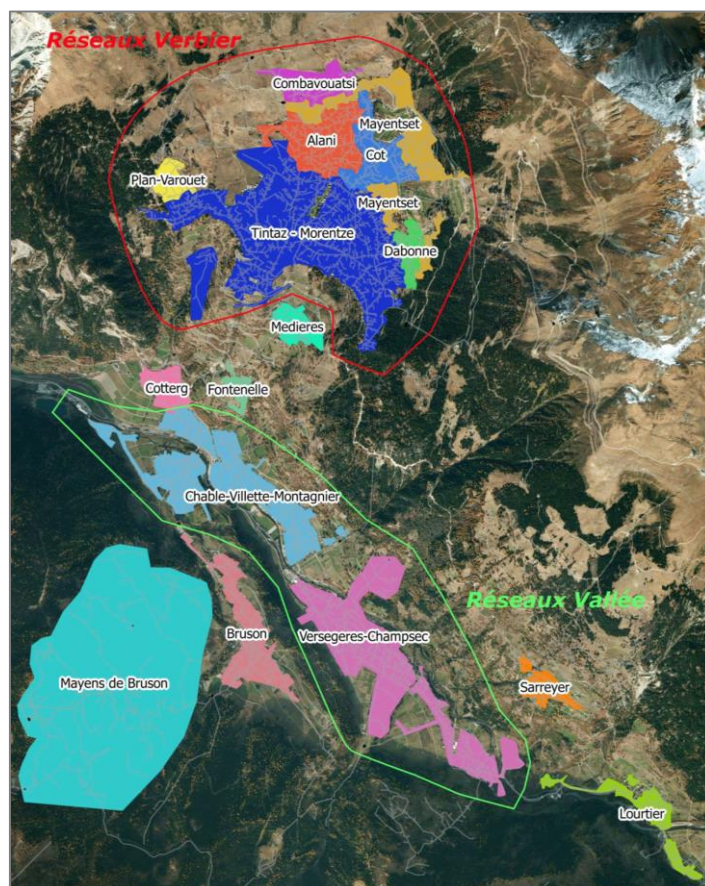 Réseaux Verbier
Combavouatsi
Mayentset
Alani
Cot
Plan-Varouet
Mayentset
Tintaz - Morentze
Dabonne
Medieres
Cotterg
Fontenelle
Chable-Villette-Montagnier
Réseaux Vallée
Bruson
Versegeres-Champsec
Mayens de Bruson
Sarreyer
Lourtier